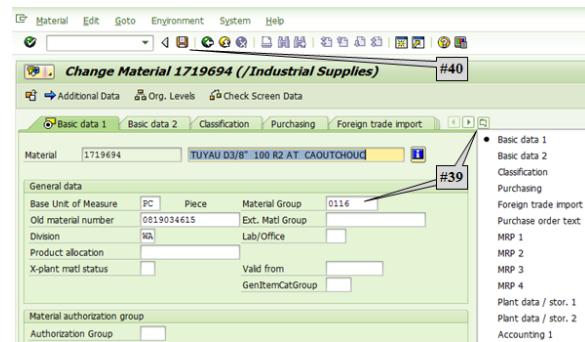 Material Edit Goto Environment System Help
Change Material 1719694 (/Industrial Supplies)
#40
Additional Data Org. Levels Check Screen Data
Basic data 1 Basic data 2 Classification Purchasing Foreign trade import
Material 1719694 TUYAU D3/8" 100 R2 AT CAOUTCHOUC
#39
General data
Base Unit of Measure PC Piece Material Group 0116
Old material number 0819034615 Ext. Matl Group
Division WA Lab/Office
Product allocation
X-plant matl status Valid from
GenItemCatGroup
Material authorization group
Authorization Group
Basic data 1
Basic data 2
Classification
Purchasing
Foreign trade import
Purchase order text
MRP 1
MRP 2
MRP 3
MRP 4
Plant data / stor. 1
Plant data / stor. 2
Accounting 1